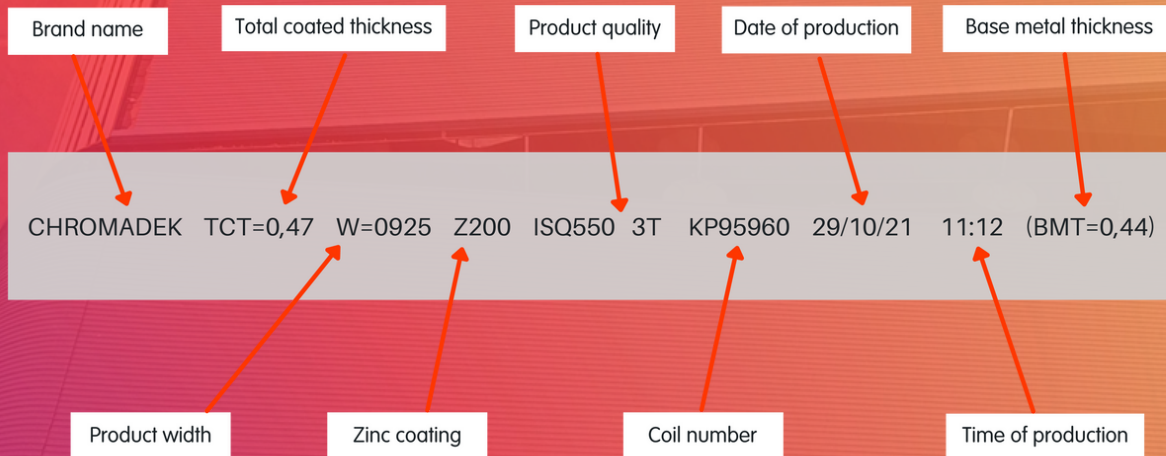 Brand name Total coated thickness Product quality Date of production Base metal thickness
CHROMADEK TCT=0,47 W=0925 Z200 ISQ550 3T KP95960 29/10/21 11:12 (BMT=0,44)
Product width Zinc coating Coil number Time of production